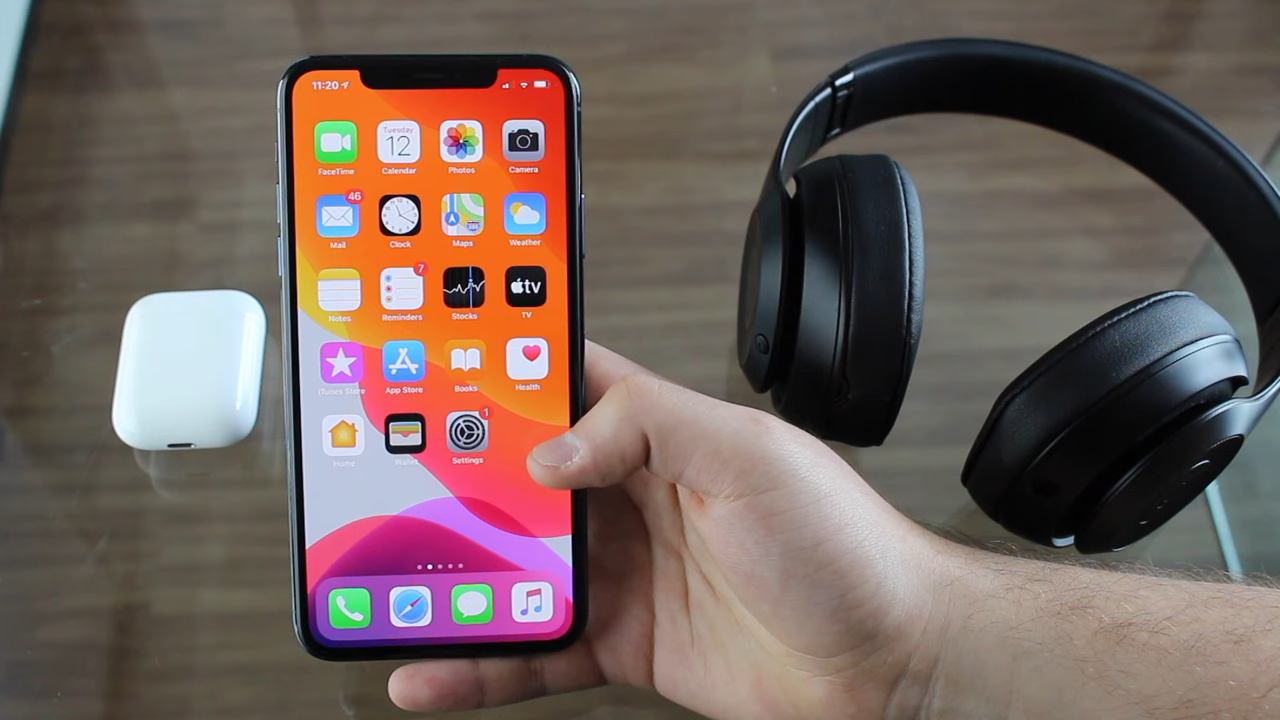 11:20
Tuesday
12
FaceTime
Calendar
Photos
Camera
46
Mail
Clock
Maps
Weather
7
tv
Notes
Reminders
Stocks
TV
iTunes Store
App Store
Books
Health
1
Home
Wallet
Settings